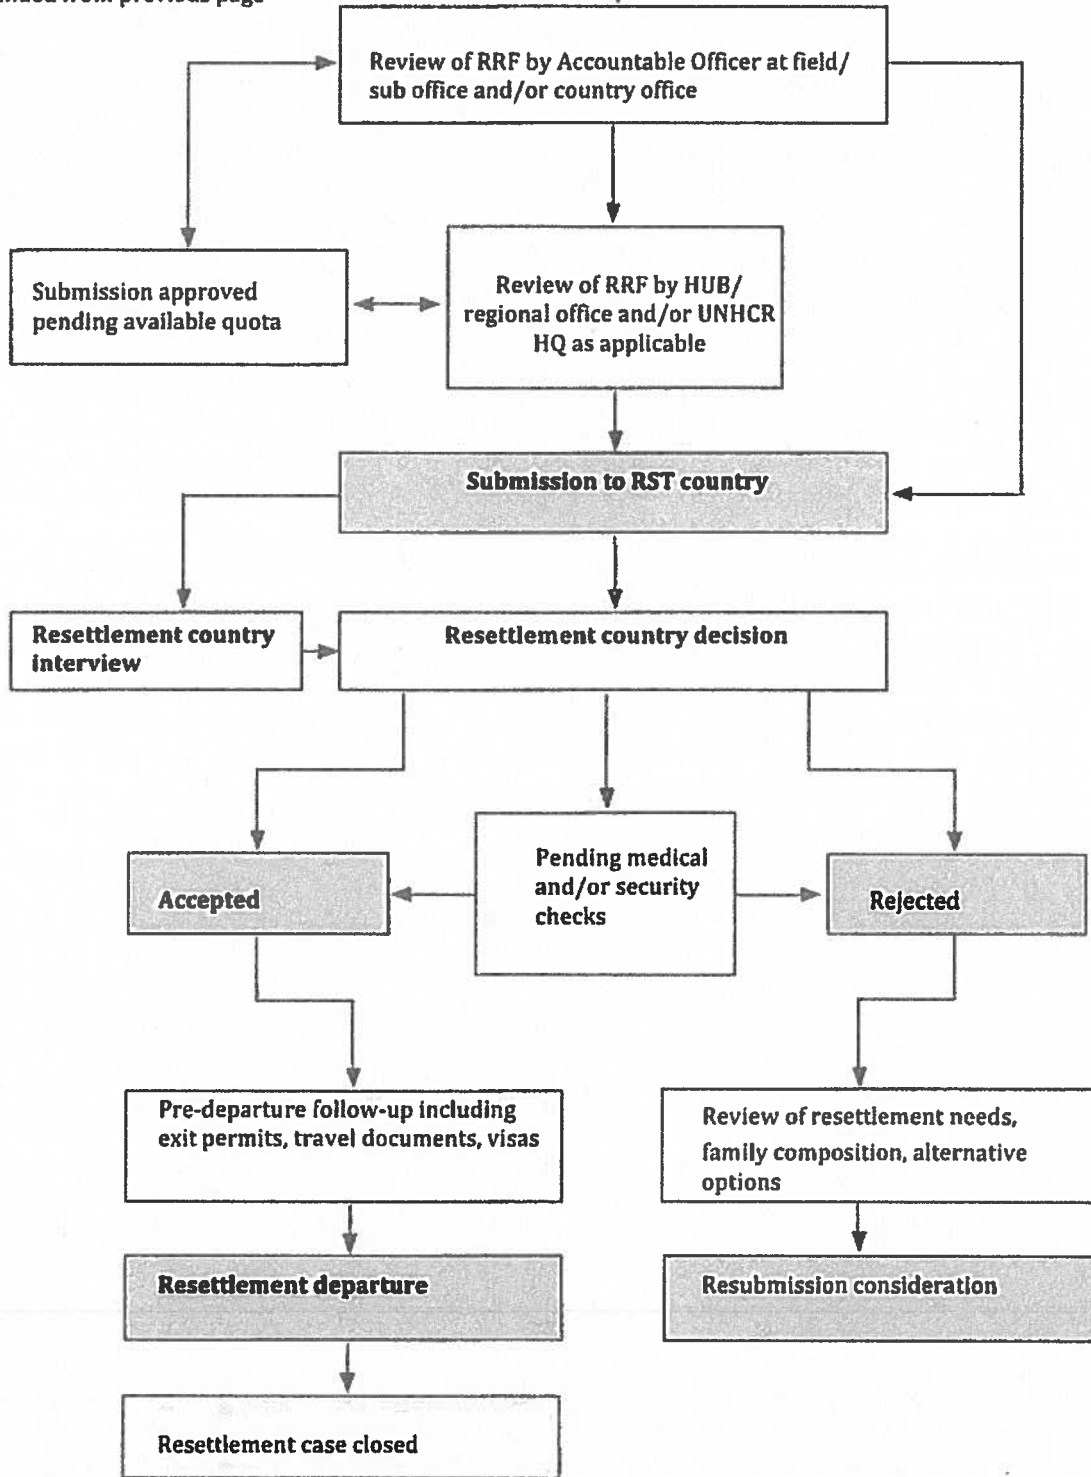 from previous page
Review of RRF by Accountable Officer at field/
sub office and/or country office
Submission approved
pending available quota
Review of RRF by HUB/
regional office and/or UNHCR
HQ as applicable
Submission to RST country
Resettlement country
interview
Resettlement country decision
Accepted
Pending medical
and/or security
checks
Rejected
Pre-departure follow-up including
exit permits, travel documents, visas
Review of resettlement needs,
family composition, alternative
options
Resettlement departure
Resubmission consideration
Resettlement case closed